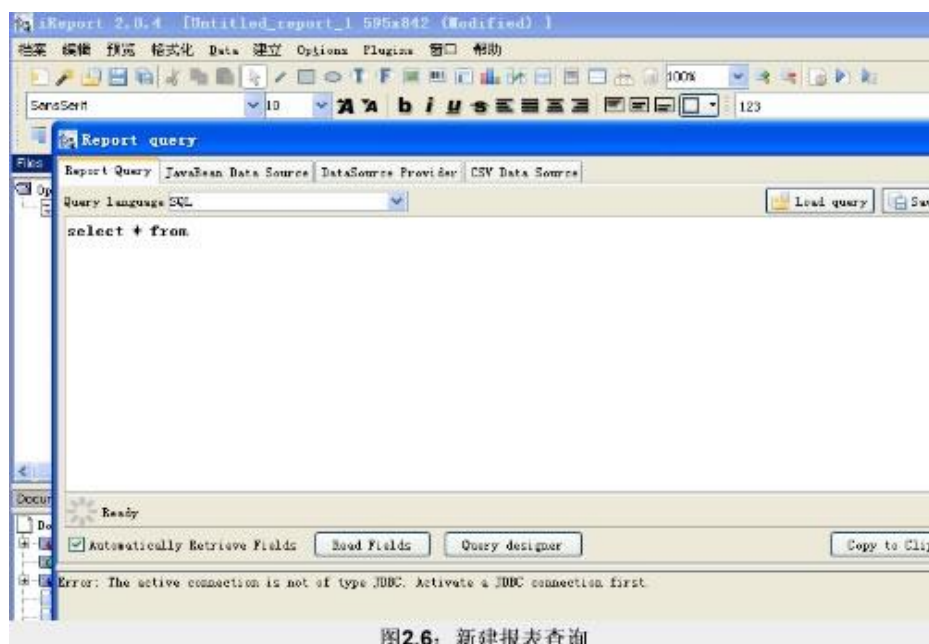 iReport 2.0.4 [Untitled_report_1 595x842 (Modified) ]
档案 编辑 预览 格式化 Data 建立 Options Plugins 窗口 帮助
100%
SansSerif 10 b i u s 123
Report query
Files
Report Query JavaBean Data Source DataSource Provider CSV Data Source
Query language SQL Load query
select * from
Ready
Automatically Retrieve Fields Read Fields Query designer Copy to
Error: The active connection is not of type JDBC. Activate a JDBC connection first.
图2.6：新建报表查询